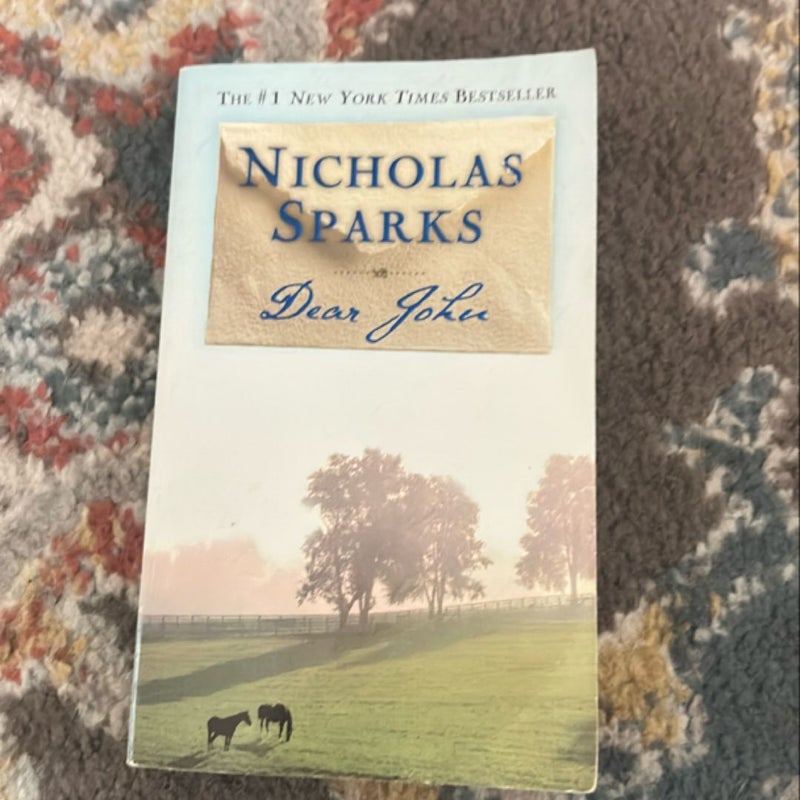 THE #1 NEW YORK TIMES BESTSELLER
NICHOLAS
SPARKS
Dear John